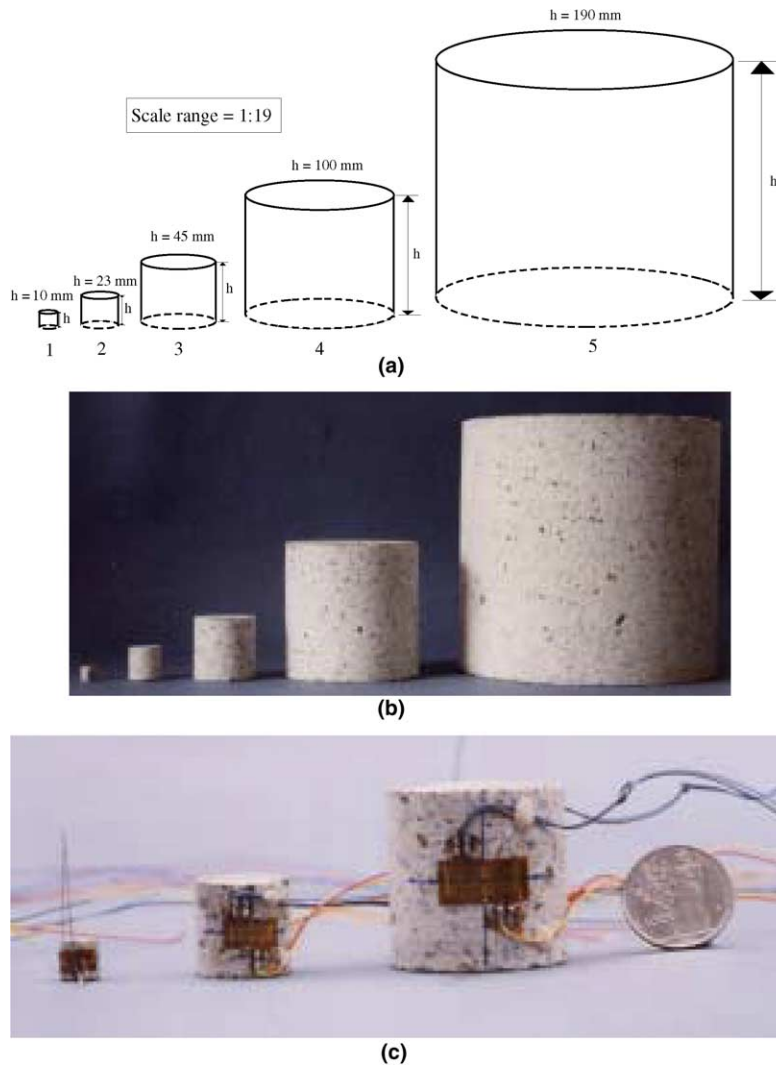 h = 190 mm
Scale range = 1:19
h = 100 mm
h = 45 mm
h = 23 mm
h = 10 mm
h
h
h
h
h
1
2
3
4
5
(a)
(b)
(c)